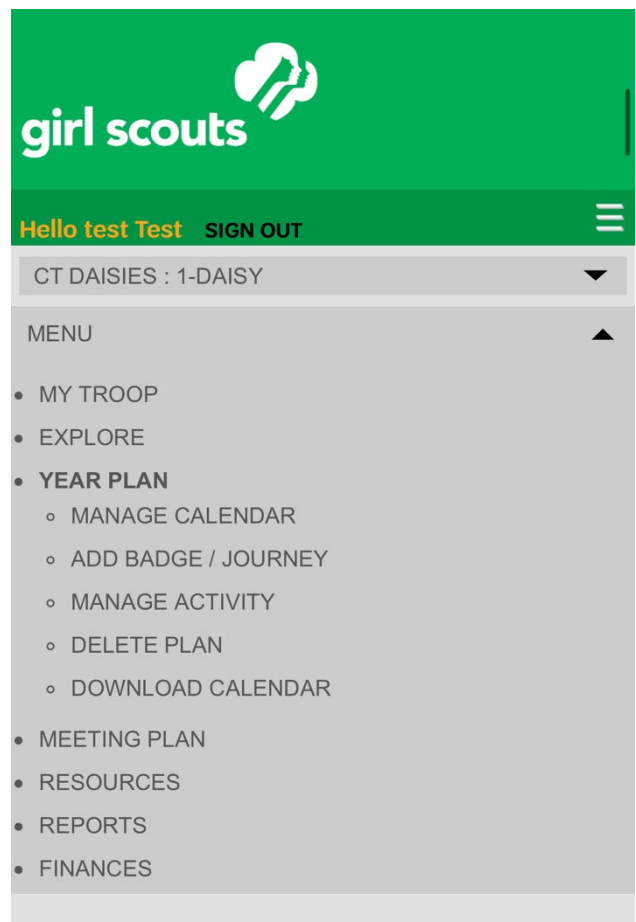 girl scouts
Hello test Test SIGN OUT
CT DAISIES : 1-DAISY
MENU
MY TROOP
EXPLORE
YEAR PLAN
MANAGE CALENDAR
ADD BADGE / JOURNEY
MANAGE ACTIVITY
DELETE PLAN
DOWNLOAD CALENDAR
MEETING PLAN
RESOURCES
REPORTS
FINANCES